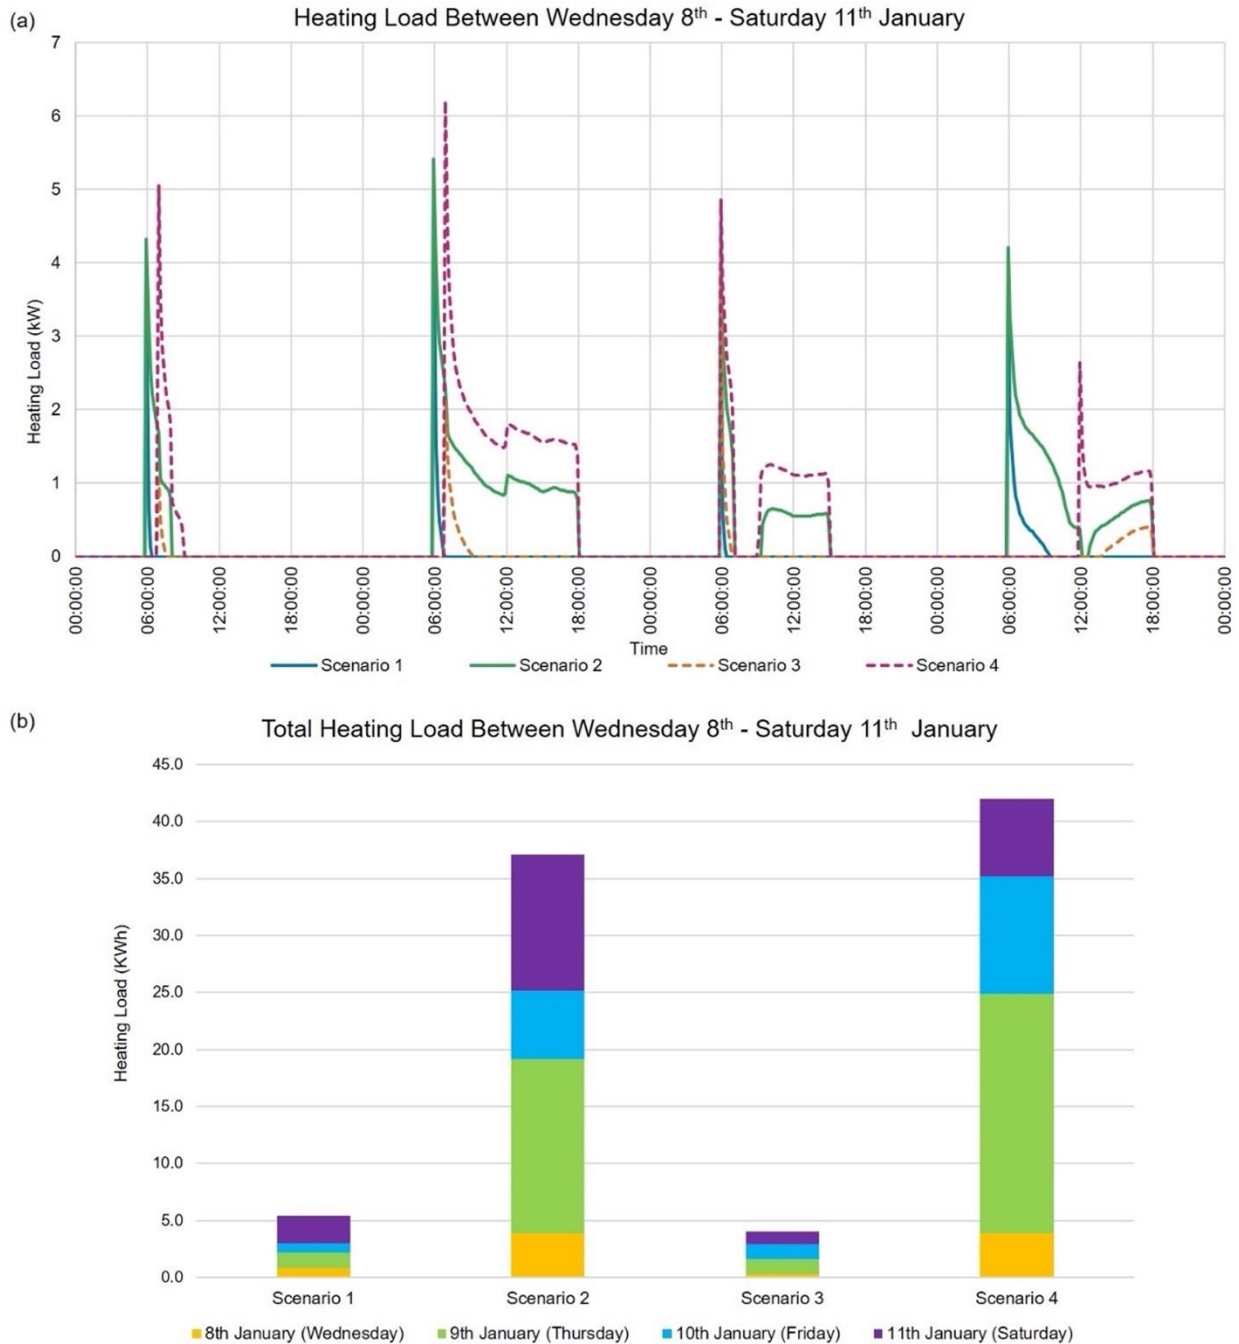 (a)
Heating Load Between Wednesday 8th - Saturday 11th January
7
6
5
4
3
2
1
0
Heating Load (kW)
00:00:00 06:00:00 12:00:00 18:00:00 00:00:00 06:00:00 12:00:00 18:00:00 00:00:00 06:00:00 12:00:00 18:00:00 00:00:00 06:00:00 12:00:00 18:00:00 00:00:00
Time
Scenario 1 Scenario 2 Scenario 3 Scenario 4
(b)
Total Heating Load Between Wednesday 8th - Saturday 11th January
45.0
40.0
35.0
30.0
25.0
20.0
15.0
10.0
5.0
0.0
Heating Load (KWh)
Scenario 1 Scenario 2 Scenario 3 Scenario 4
8th January (Wednesday) 9th January (Thursday) 10th January (Friday) 11th January (Saturday)